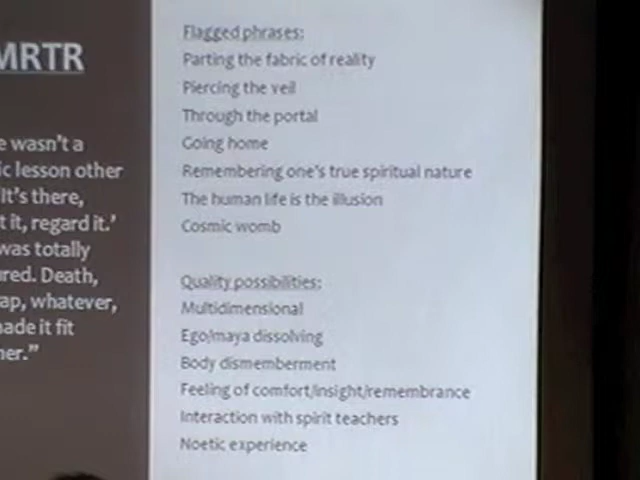 MRTR
e wasn't a
ic lesson other
It's there,
t it, regard it.'
was totally
red. Death,
ap, whatever,
ade it fit
er."
Flagged phrases:
Parting the fabric of reality
Piercing the veil
Through the portal
Going home
Remembering one's true spiritual nature
The human life is the illusion
Cosmic womb
Quality possibilities:
Multidimensional
Ego/maya dissolving
Body dismemberment
Feeling of comfort/insight/remembrance
Interaction with spirit teachers
Noetic experience